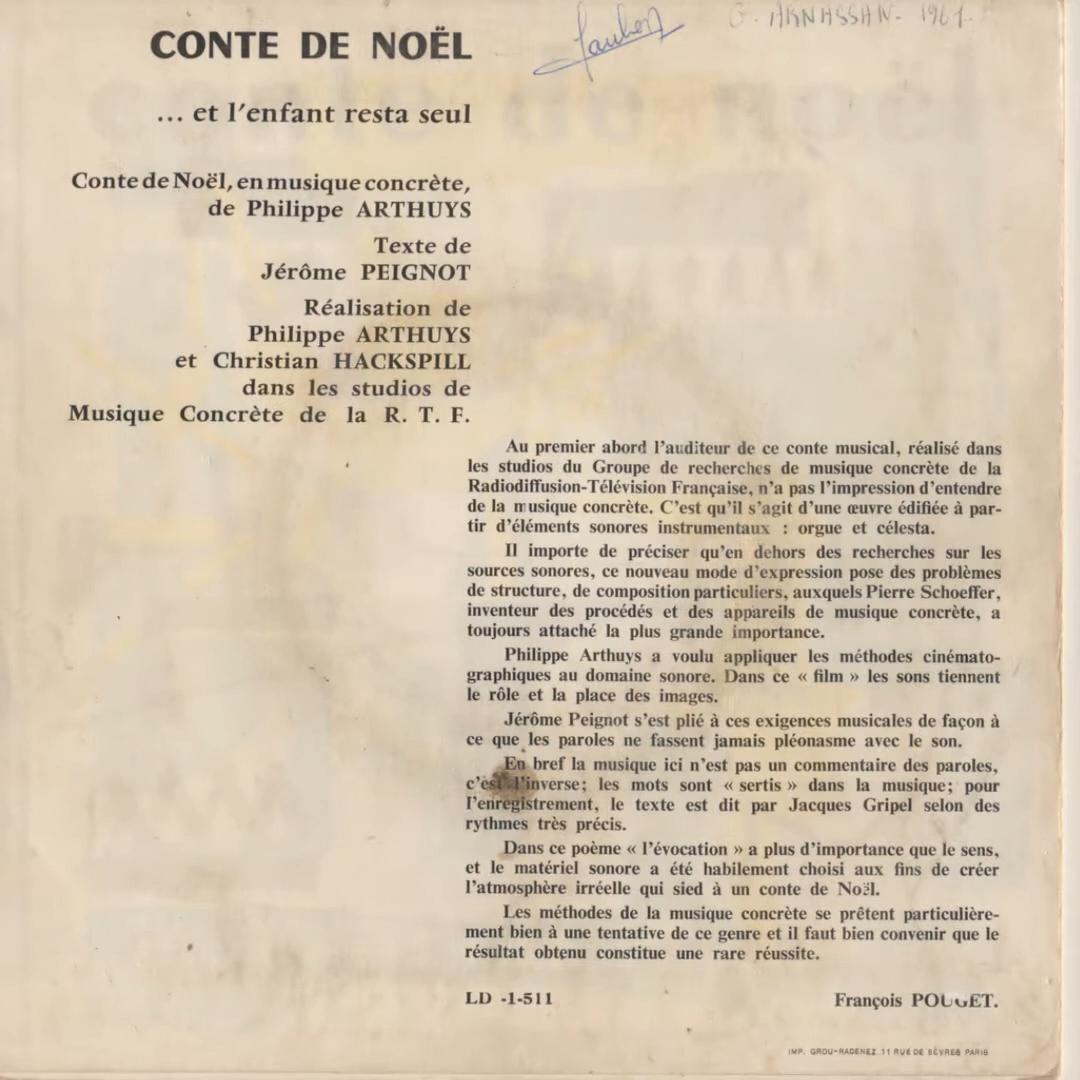 G. ARNASSAN. 1961.
CONTE DE NOËL
... et l'enfant resta seul
Conte de Noël, en musique concrète,
de Philippe ARTHUYS
Texte de
Jérôme PEIGNOT
Réalisation de
Philippe ARTHUYS
et Christian HACKSPILL
dans les studios de
Musique Concrète de la R. T. F.
Au premier abord l'auditeur de ce conte musical, réalisé dans
les studios du Groupe de recherches de musique concrète de la
Radiodiffusion-Télévision Française, n'a pas l'impression d'entendre
de la musique concrète. C'est qu'il s'agit d'une œuvre édifiée à par-
tir d'éléments sonores instrumentaux : orgue et célesta.
Il importe de préciser qu'en dehors des recherches sur les
sources sonores, ce nouveau mode d'expression pose des problèmes
de structure, de composition particuliers, auxquels Pierre Schoeffer,
inventeur des procédés et des appareils de musique concrète, a
toujours attaché la plus grande importance.
Philippe Arthuys a voulu appliquer les méthodes cinémato-
graphiques au domaine sonore. Dans ce « film » les sons tiennent
le rôle et la place des images.
Jérôme Peignot s'est plié à ces exigences musicales de façon à
ce que les paroles ne fassent jamais pléonasme avec le son.
En bref la musique ici n'est pas un commentaire des paroles,
c'est l'inverse; les mots sont « sertis » dans la musique; pour
l'enregistrement, le texte est dit par Jacques Gripel selon des
rythmes très précis.
Dans ce poème « l'évocation » a plus d'importance que le sens,
et le matériel sonore a été habilement choisi aux fins de créer
l'atmosphère irréelle qui sied à un conte de Noël.
Les méthodes de la musique concrète se prêtent particulière-
ment bien à une tentative de ce genre et il faut bien convenir que le
résultat obtenu constitue une rare réussite.
LD -1-511
François POUGET.
IMP. GROU-RADENEZ 11 RUE DE SÈVRES PARIS